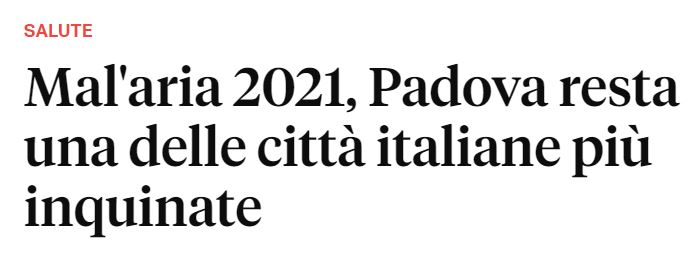 SALUTE
Mal'aria 2021, Padova resta
una delle città italiane più
inquinate